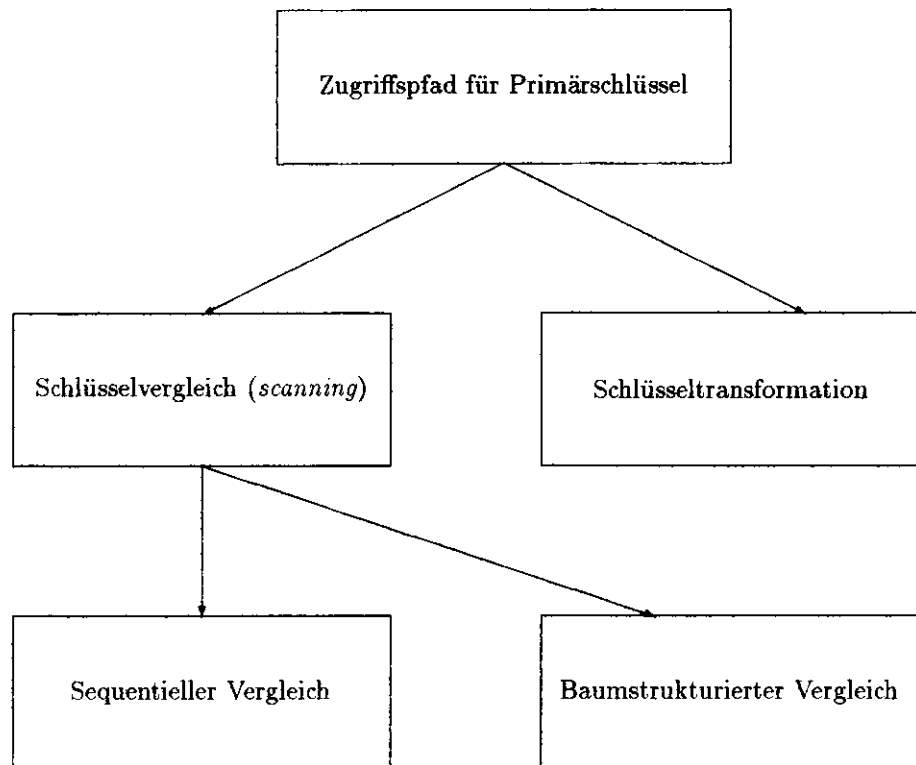 Zugriffspfad für Primärschlüssel
Schlüsselvergleich (scanning)
Schlüsseltransformation
Sequentieller Vergleich
Baumstrukturierter Vergleich